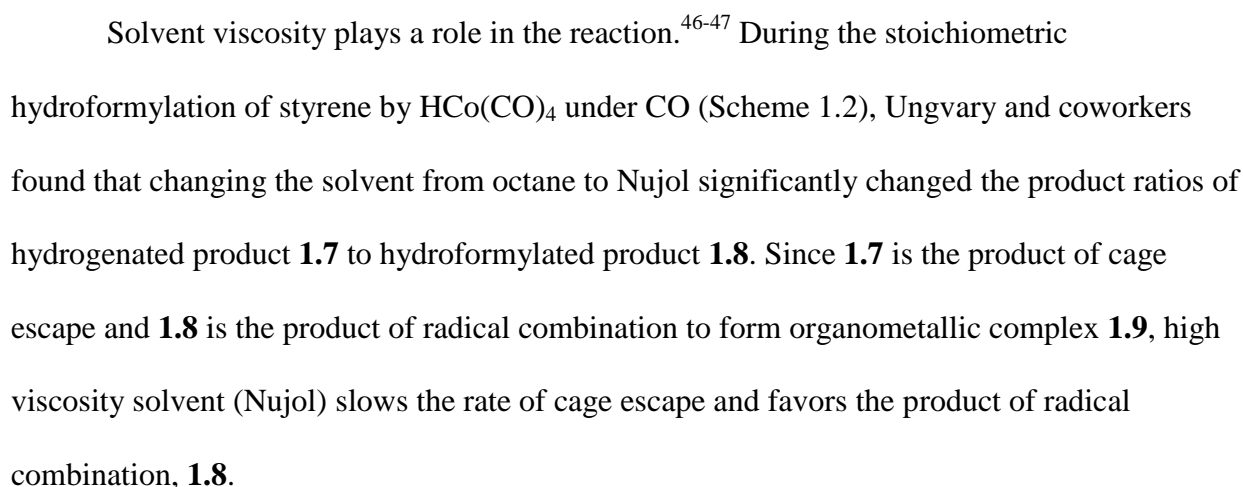 Solvent viscosity plays a role in the reaction.46-47 During the stoichiometric
hydroformylation of styrene by HCo(CO)4 under CO (Scheme 1.2), Ungvary and coworkers
found that changing the solvent from octane to Nujol significantly changed the product ratios of
hydrogenated product 1.7 to hydroformylated product 1.8. Since 1.7 is the product of cage
escape and 1.8 is the product of radical combination to form organometallic complex 1.9, high
viscosity solvent (Nujol) slows the rate of cage escape and favors the product of radical
combination, 1.8.